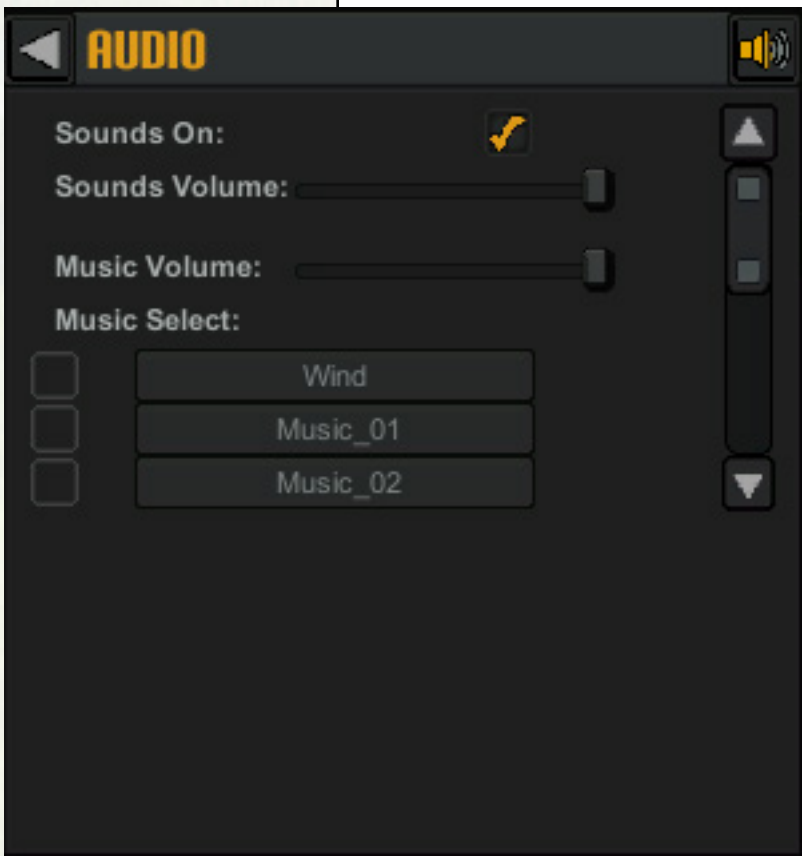 AUDIO
Sounds On:
Sounds Volume:
Music Volume:
Music Select:
Wind
Music_01
Music_02